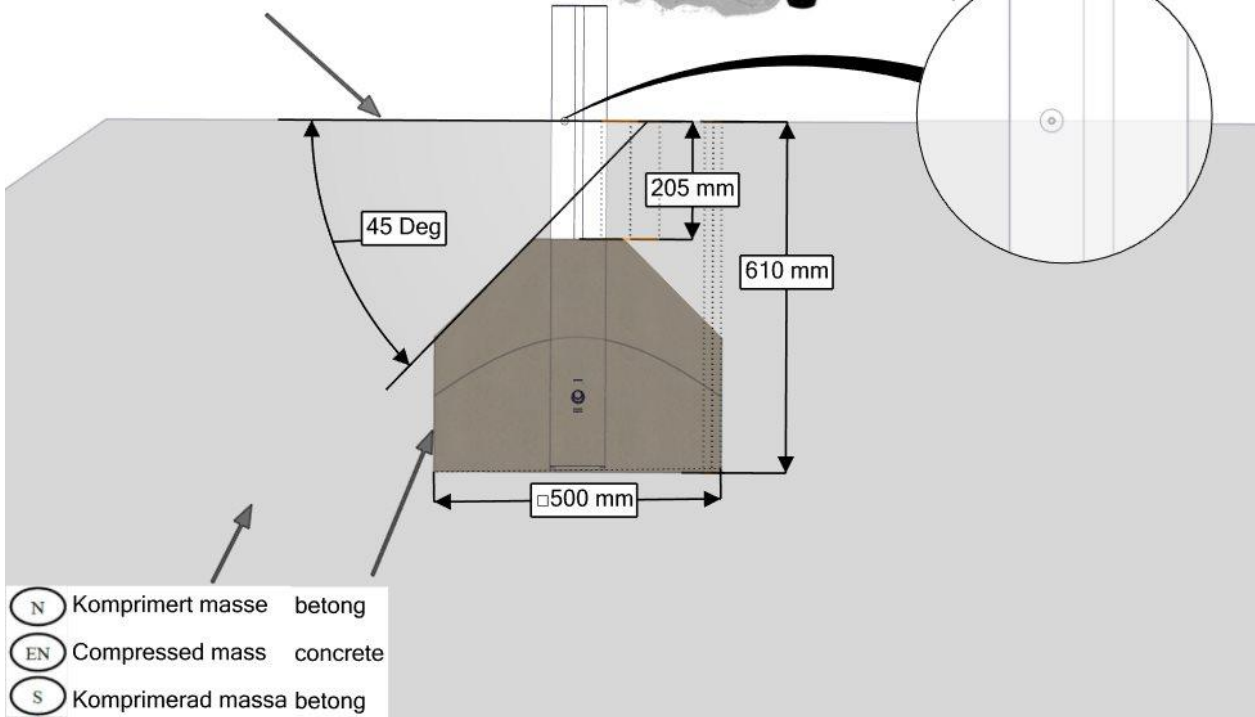 205 mm
45 Deg
610 mm
□500 mm
N Komprimert masse betong
EN Compressed mass concrete
S Komprimerad massa betong